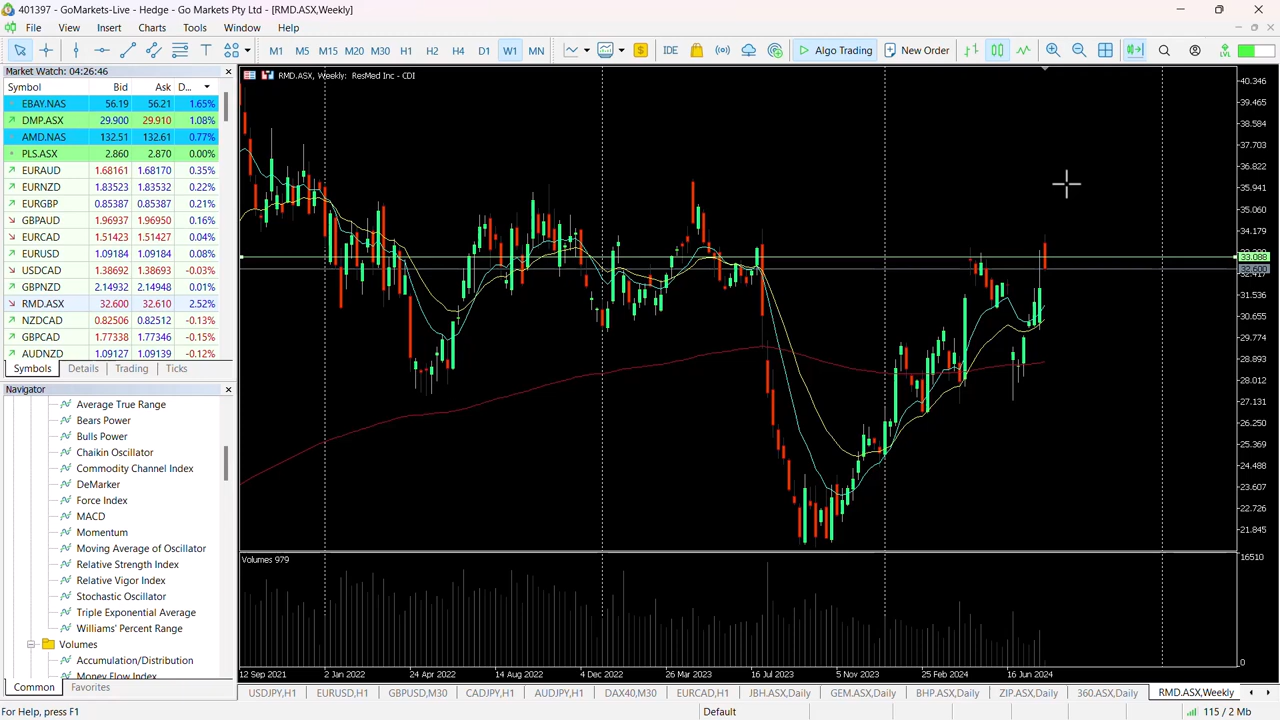 401397 - GoMarkets-Live - Hedge - Go Markets Pty Ltd - [RMD.ASX,Weekly]
File View Insert Charts Tools Window Help
M1 M5 M15 M20 M30 H1 H2 H4 D1 W1 MN IDE Algo Trading New Order LVL
Market Watch: 04:26:46
Symbol Bid Ask D...
EBAY.NAS 56.19 56.21 1.65%
DMP.ASX 29.900 29.910 1.08%
AMD.NAS 132.51 132.61 0.77%
PLS.ASX 2.860 2.870 0.00%
EURAUD 1.68161 1.68170 0.35%
EURNZD 1.83523 1.83532 0.22%
EURGBP 0.85387 0.85387 0.21%
GBPAUD 1.96937 1.96950 0.16%
EURCAD 1.51423 1.51427 0.04%
EURUSD 1.09184 1.09184 0.08%
USDCAD 1.38692 1.38693 -0.03%
GBPNZD 2.14932 2.14948 0.01%
RMD.ASX 32.600 32.610 2.52%
NZDCAD 0.82506 0.82512 -0.13%
GBPCAD 1.77338 1.77346 -0.15%
AUDNZD 1.09127 1.09139 -0.12%
Symbols Details Trading Ticks
Navigator
Average True Range
Bears Power
Bulls Power
Chaikin Oscillator
Commodity Channel Index
DeMarker
Force Index
MACD
Momentum
Moving Average of Oscillator
Relative Strength Index
Relative Vigor Index
Stochastic Oscillator
Triple Exponential Average
Williams' Percent Range
Volumes
Accumulation/Distribution
Money Flow Index
Common Favorites
RMD.ASX, Weekly: ResMed Inc - CDI
40.346
39.465
38.584
37.703
36.822
35.941
35.060
34.179
33.088
32.600
32.417
31.536
30.655
29.774
28.893
28.012
27.131
26.250
25.369
24.488
23.607
22.726
21.845
Volumes 979
16510
0
12 Sep 2021 2 Jan 2022 24 Apr 2022 14 Aug 2022 4 Dec 2022 26 Mar 2023 16 Jul 2023 5 Nov 2023 25 Feb 2024 16 Jun 2024
USDJPY,H1 EURUSD,H1 GBPUSD,M30 CADJPY,H1 AUDJPY,H1 DAX40,M30 EURCAD,H1 JBH.ASX,Daily GEM.ASX,Daily BHP.ASX,Daily ZIP.ASX,Daily 360.ASX,Daily RMD.ASX,Weekly
For Help, press F1 Default 115 / 2 Mb